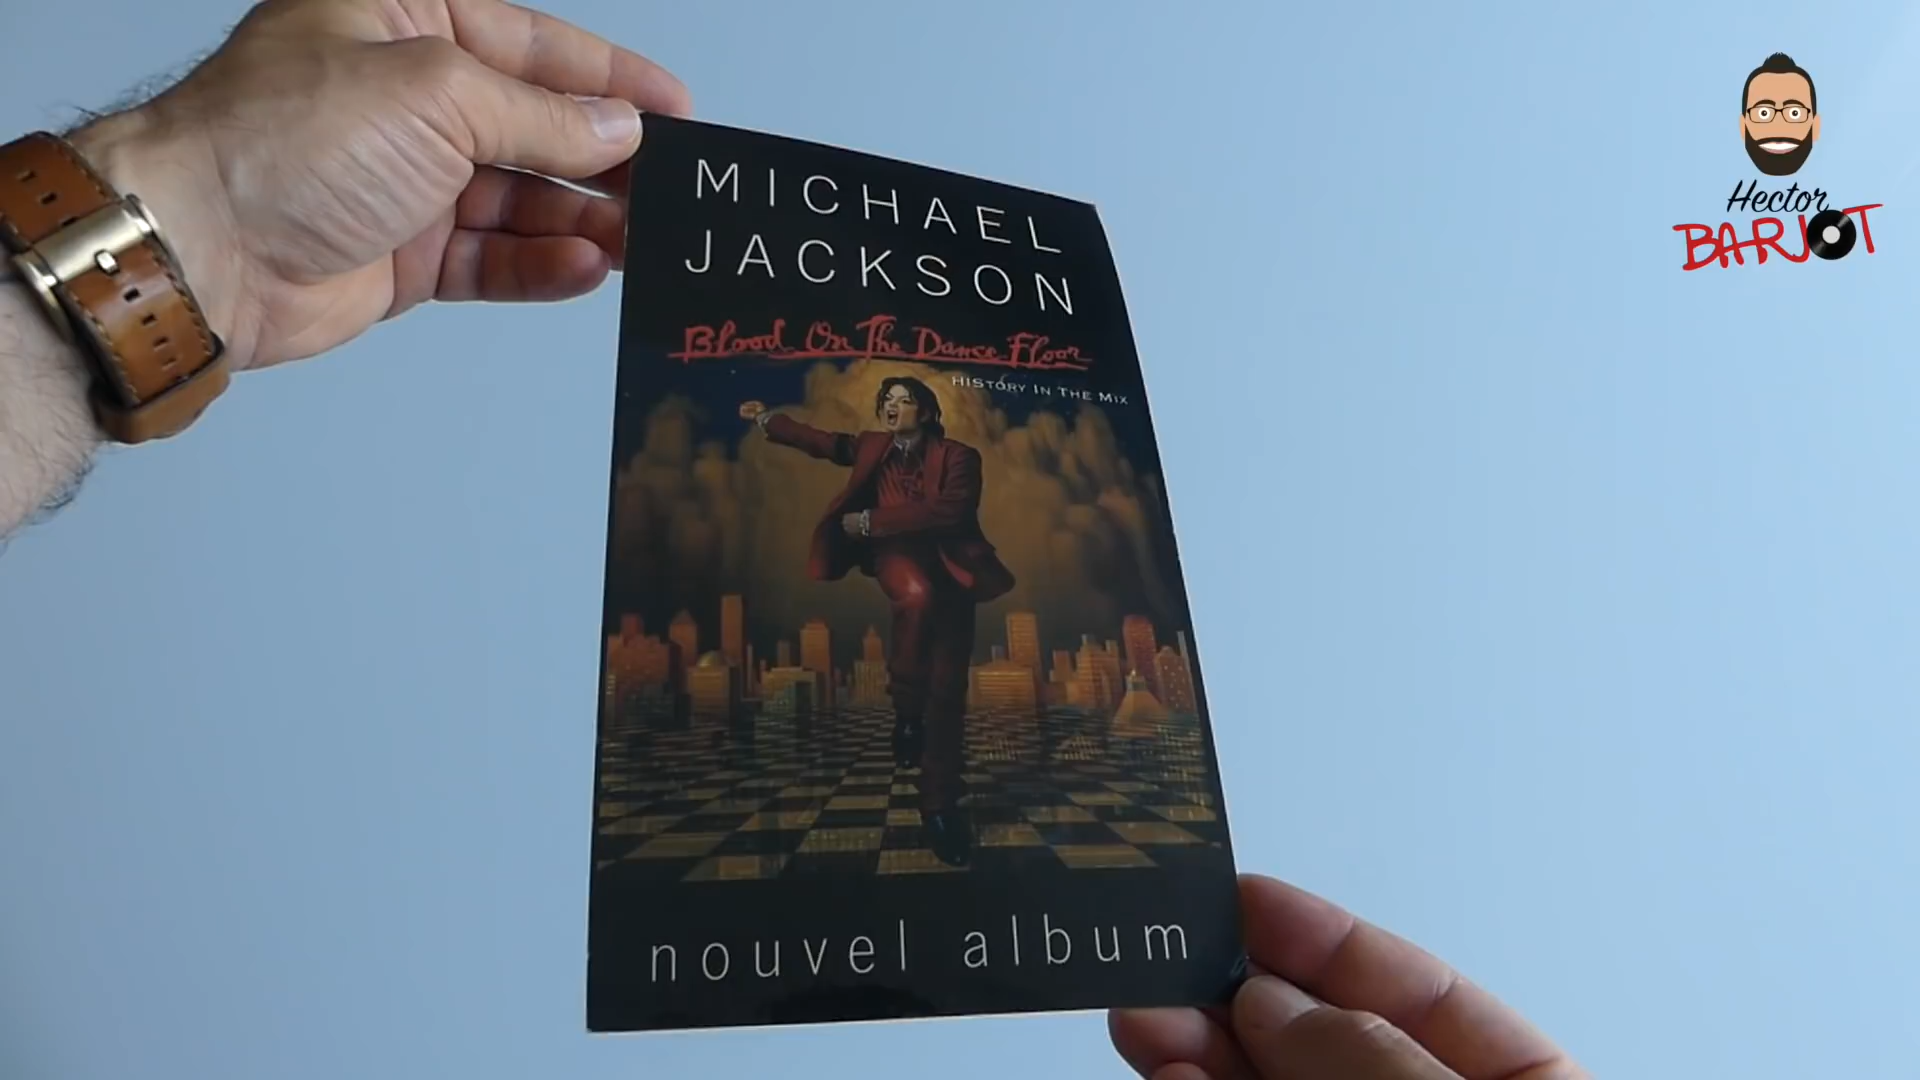 MICHAEL
JACKSON
Blood On The Dance Floor
HIStory In The Mix
nouvel album
Hector
BARJOT